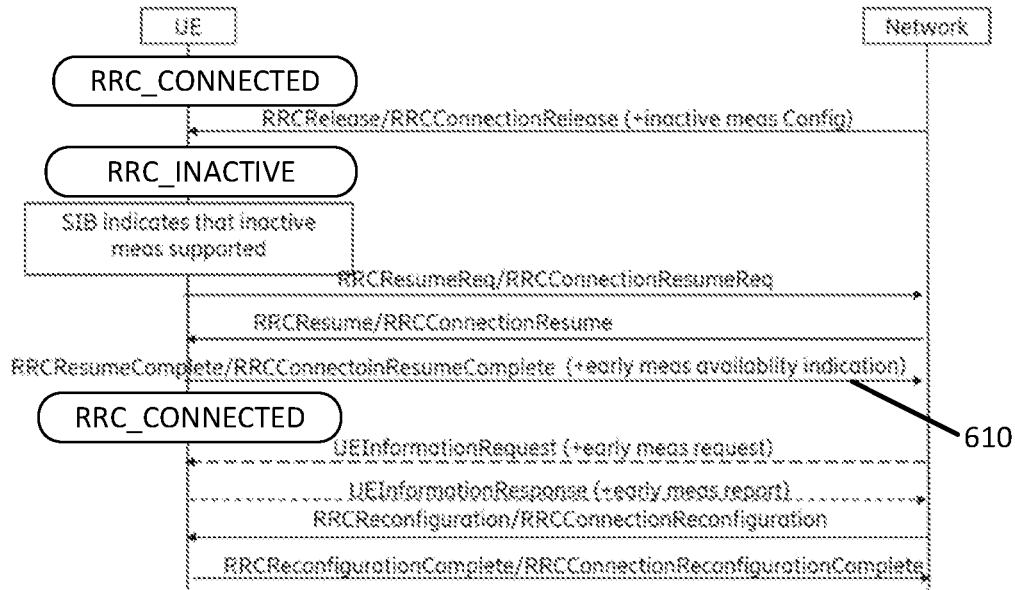 UE
Network
RRC_CONNECTED
RRCRelease/RRCConnectionRelease (+inactive meas Config)
RRC_INACTIVE
SIB indicates that inactive
meas supported
RRCResumeReq/RRCConnectionResumeReq
RRCResume/RRCConnectionResume
RRCResumeComplete/RRCConnectoinResumeComplete (+early meas availablity indication)
RRC_CONNECTED
610
UEInformationRequest (+early meas request)
UEInformationResponse (+early meas report)
RRCReconfiguration/RRCConnectionReconfiguration
RRCReconfigurationComplete/RRCConnectionReconfigurationComplete